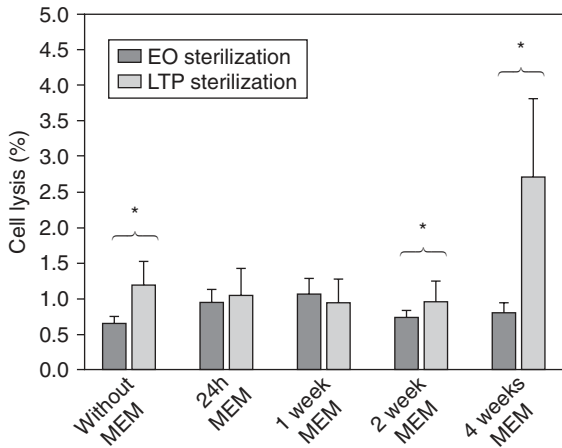 5.0
4.5
4.0
3.5
3.0
2.5
2.0
1.5
1.0
0.5
0.0
Cell lysis (%)
EO sterilization
LTP sterilization
*
*
*
Without
MEM
24h
MEM
1 week
MEM
2 week
MEM
4 weeks
MEM